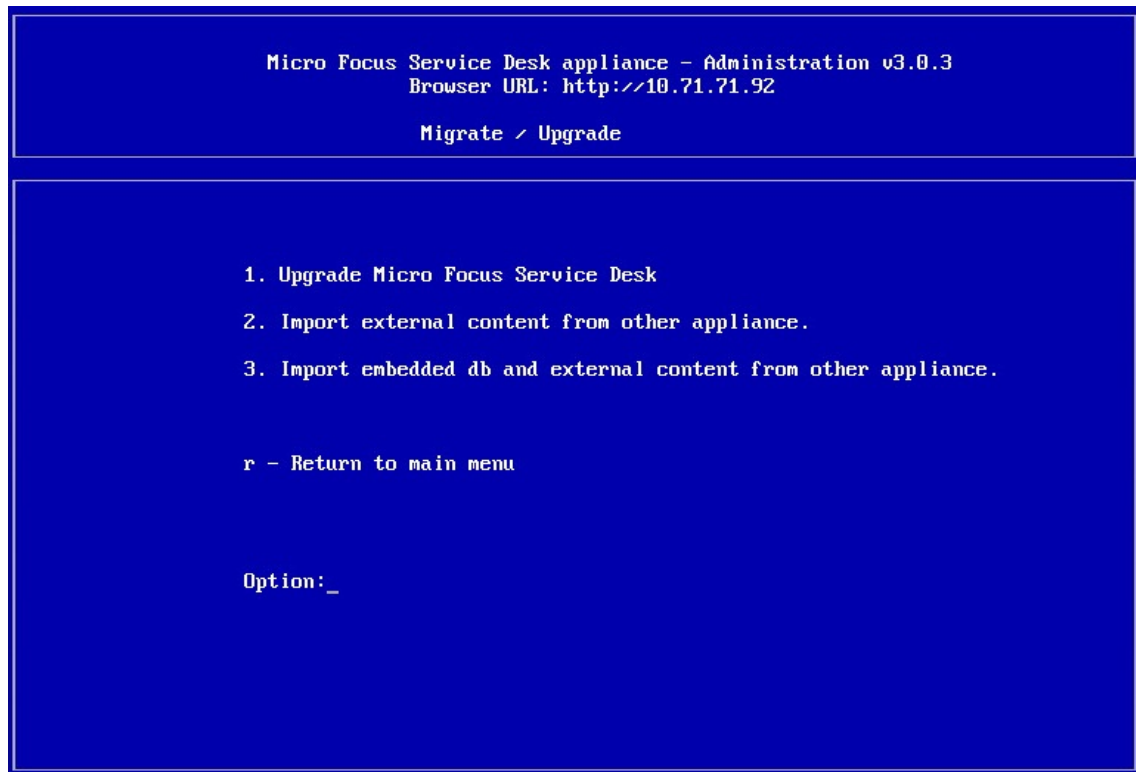 Micro Focus Service Desk appliance - Administration v3.0.3
Browser URL: http://10.71.71.92
Migrate / Upgrade
1. Upgrade Micro Focus Service Desk
2. Import external content from other appliance.
3. Import embedded db and external content from other appliance.
r - Return to main menu
Option:_